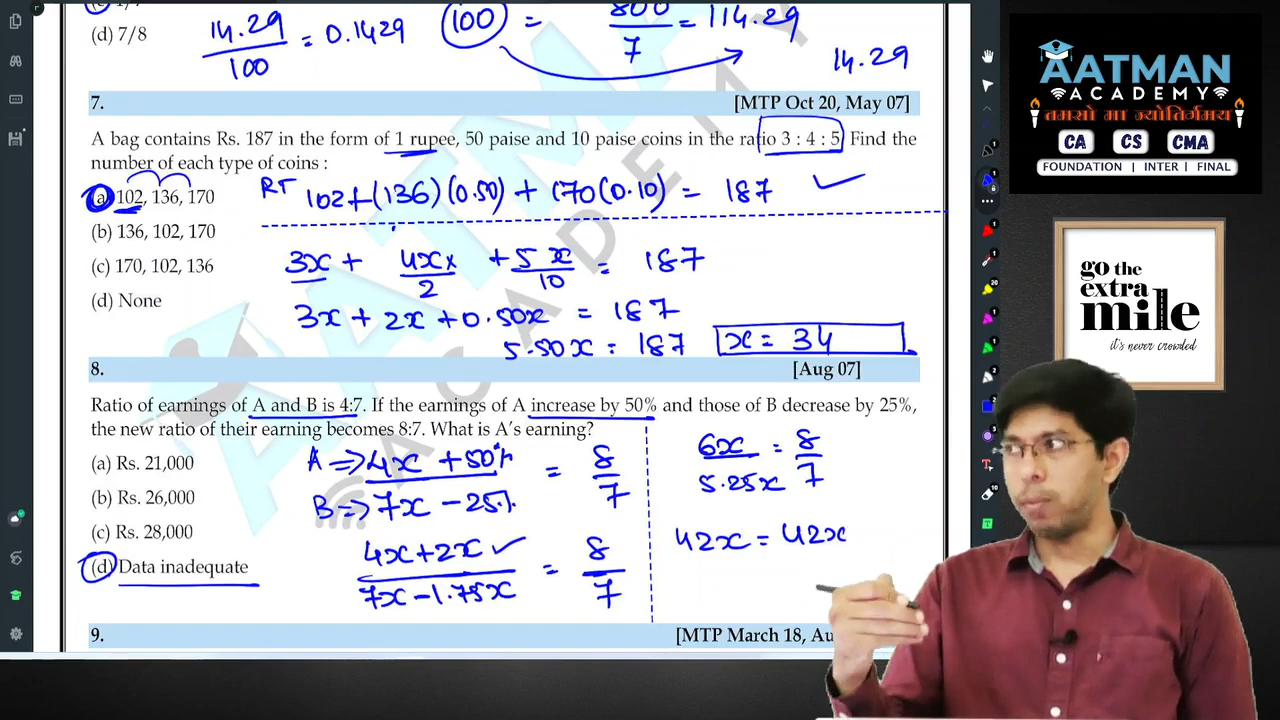 (d) 7/8
14.29/100 = 0.1429
100 = 800/7 = 114.29
14.29
7. [MTP Oct 20, May 07]
A bag contains Rs. 187 in the form of 1 rupee, 50 paise and 10 paise coins in the ratio 3 : 4 : 5. Find the
number of each type of coins :
(a) 102, 136, 170
RT 102 + (136)(0.50) + 170(0.10) = 187 ✓
(b) 136, 102, 170
(c) 170, 102, 136
3x + 4x x/2 + 5x/10 = 187
(d) None
3x + 2x + 0.50x = 187
5.50x = 187
x = 34
8. [Aug 07]
Ratio of earnings of A and B is 4:7. If the earnings of A increase by 50% and those of B decrease by 25%,
the new ratio of their earning becomes 8:7. What is A's earning?
(a) Rs. 21,000
(b) Rs. 26,000
(c) Rs. 28,000
(d) Data inadequate
A ⇒ 4x + 50%
B ⇒ 7x – 25%
= 8/7
4x + 2x ✓
7x – 1.75x
= 8/7
6x/5.25x = 8/7
42x = 42x
9. [MTP March 18,
AATMAN
ACADEMY
तमसो मा ज्योतिर्गमय
CA CS CMA
FOUNDATION | INTER | FINAL
go the
extra
mile
it's never crowded